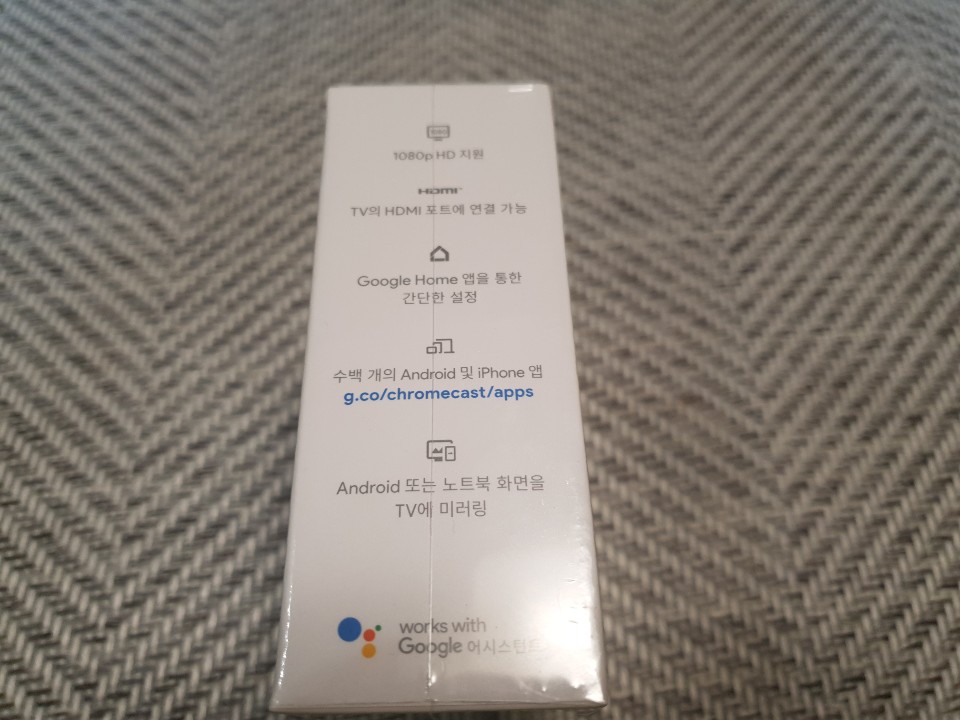 1080p HD 지원
HDMI
TV의 HDMI 포트에 연결 가능
Google Home 앱을 통한
간단한 설정
수백 개의 Android 및 iPhone 앱
g.co/chromecast/apps
Android 또는 노트북 화면을
TV에 미러링
works with
Google 어시스턴트